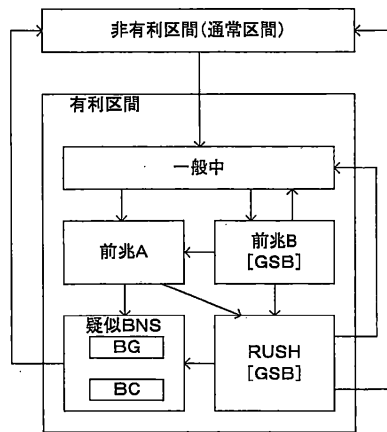 非有利区間(通常区間)
有利区間
一般中
前兆A
前兆B
[GSB]
疑似BNS
BG
BC
RUSH
[GSB]